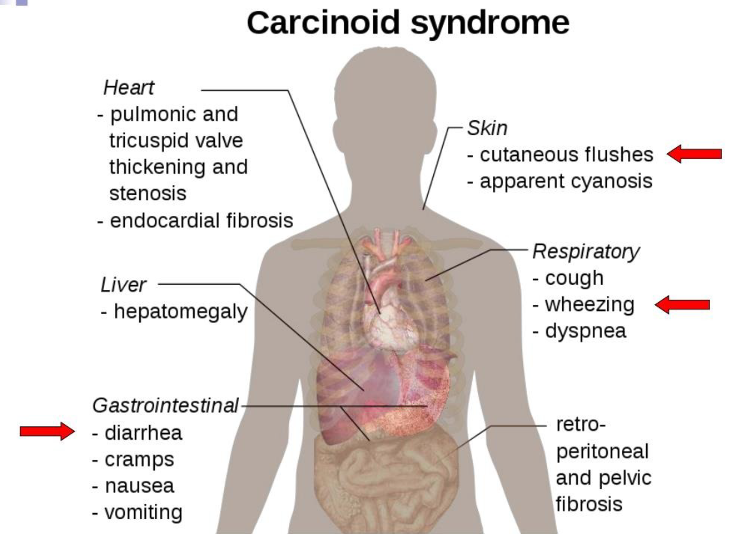 Carcinoid syndrome
Heart
- pulmonic and
tricuspid valve
thickening and
stenosis
- endocardial fibrosis
Skin
- cutaneous flushes
- apparent cyanosis
Respiratory
- cough
- wheezing
- dyspnea
Liver
- hepatomegaly
Gastrointestinal
- diarrhea
- cramps
- nausea
- vomiting
retro-
peritoneal
and pelvic
fibrosis